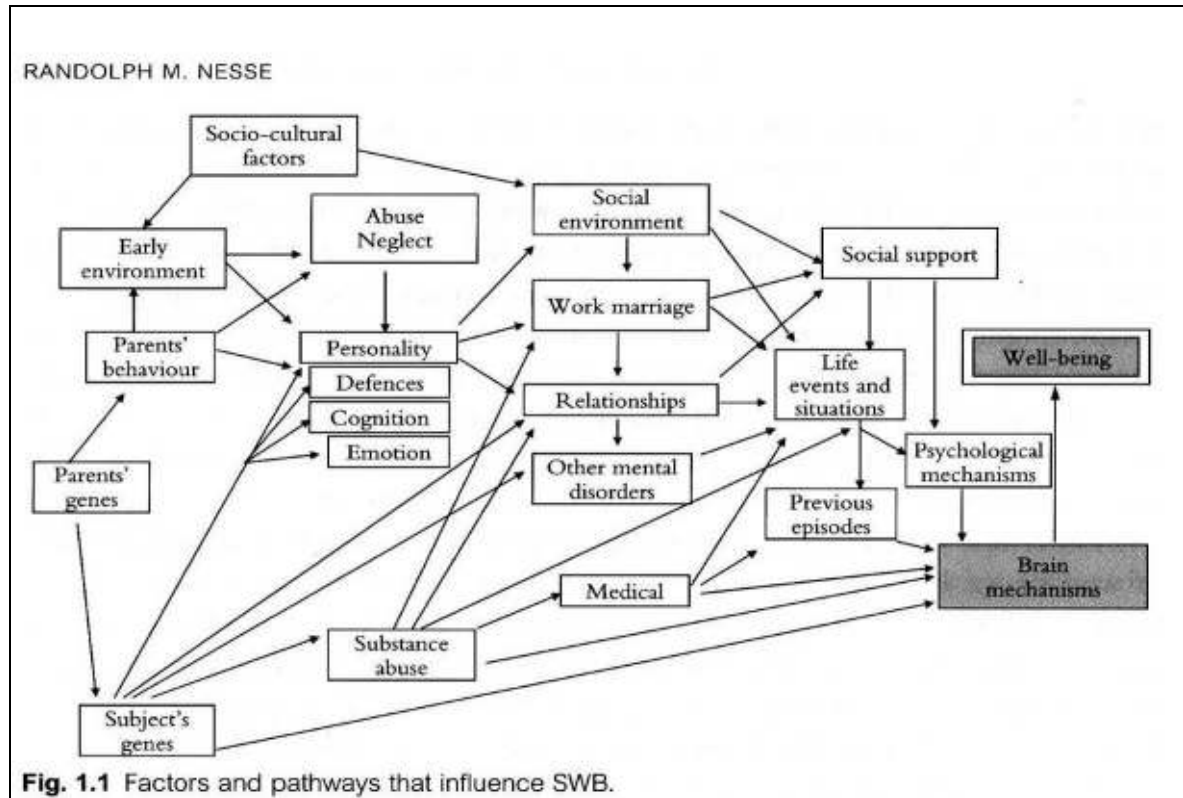 RANDOLPH M. NESSE
Socio-cultural
factors
Social
environment
Abuse
Neglect
Early
environment
Social support
Work marriage
Parents'
behaviour
Personality
Well-being
Life
events and
situations
Defences
Relationships
Cognition
Emotion
Psychological
mechanisms
Parents'
genes
Other mental
disorders
Previous
episodes
Brain
mechanisms
Medical
Substance
abuse
Subject's
genes
Fig. 1.1 Factors and pathways that influence SWB.